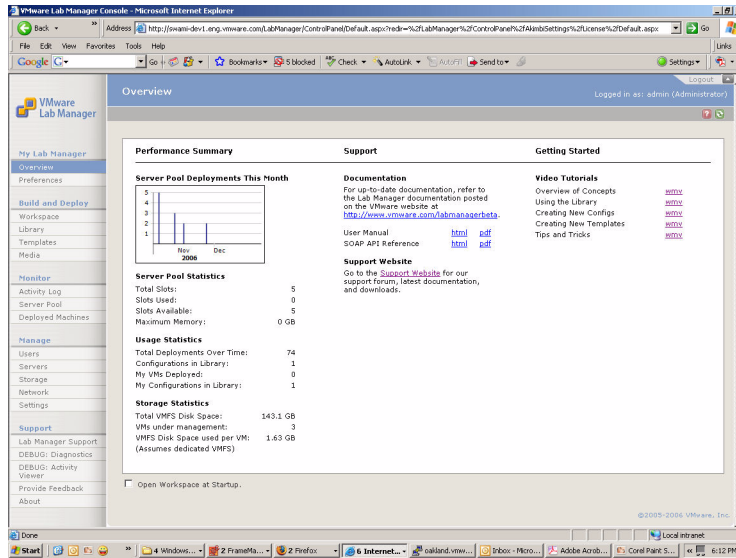 VMware Lab Manager Console - Microsoft Internet Explorer
Back
Address http://swami-dev1.eng.vmware.com/LabManager/ControlPanel/Default.aspx?redir=%2fLabManager%2fControlPanel%2fAkimbiSettings%2fLicense%2fDefault.aspx
Go
File Edit View Favorites Tools Help
Links
Google G Go Bookmarks 5 blocked Check AutoLink AutoFill Send to Settings
Logout
VMware
Lab Manager
Overview
Logged in as: admin (Administrator)
My Lab Manager
Overview
Preferences
Build and Deploy
Workspace
Library
Templates
Media
Monitor
Activity Log
Server Pool
Deployed Machines
Manage
Users
Servers
Storage
Network
Settings
Support
Lab Manager Support
DEBUG: Diagnostics
DEBUG: Activity
Viewer
Provide Feedback
About
Performance Summary
Server Pool Deployments This Month
5
4
3
2
1
Nov Dec
2006
Server Pool Statistics
Total Slots: 5
Slots Used: 0
Slots Available: 5
Maximum Memory: 0 GB
Usage Statistics
Total Deployments Over Time: 74
Configurations in Library: 1
My VMs Deployed: 0
My Configurations in Library: 1
Storage Statistics
Total VMFS Disk Space: 143.1 GB
VMs under management: 3
VMFS Disk Space used per VM: 1.63 GB
(Assumes dedicated VMFS)
Support
Documentation
For up-to-date documentation, refer to
the Lab Manager documentation posted
on the VMware website at
http://www.vmware.com/labmanagerbeta.
User Manual html pdf
SOAP API Reference html pdf
Support Website
Go to the Support Website for our
support forum, latest documentation,
and downloads.
Getting Started
Video Tutorials
Overview of Concepts wmv
Using the Library wmv
Creating New Configs wmv
Creating New Templates wmv
Tips and Tricks wmv
Open Workspace at Startup.
©2005-2006 VMware, Inc.
Done
Local intranet
Start 4 Windows... 2 FrameMa... 2 Firefox 6 Internet... oakland.vmw... Inbox - Micro... Adobe Acrob... Corel Paint S... 6:12 PM